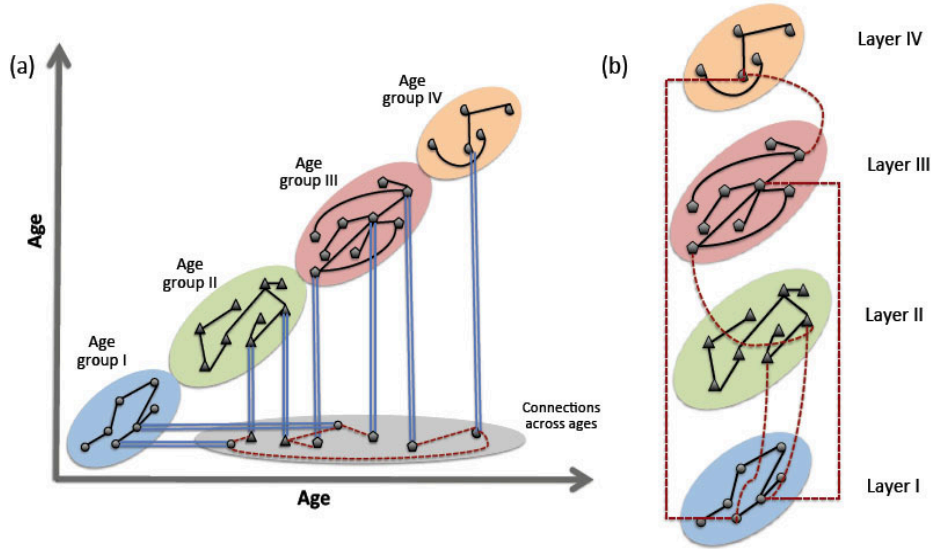 (a)
Age
Age
group IV
Age
group III
Age
group II
Age
group I
Connections
across ages
Age
(b)
Layer IV
Layer III
Layer II
Layer I